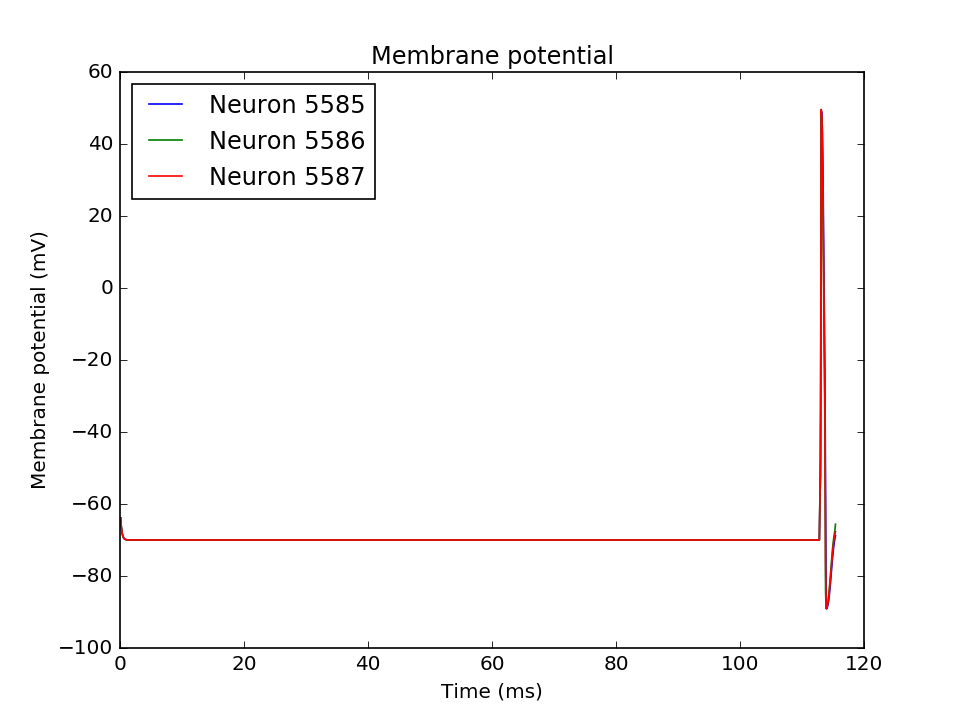 Membrane potential
60
40
20
0
−20
−40
−60
−80
−100
Membrane potential (mV)
Neuron 5585
Neuron 5586
Neuron 5587
0 20 40 60 80 100 120
Time (ms)